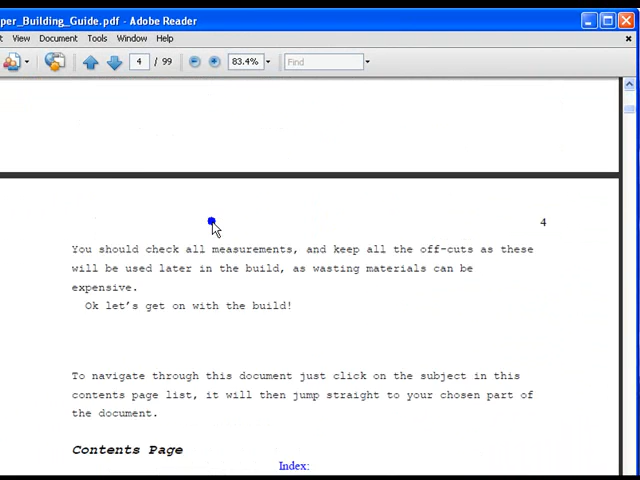 per_Building_Guide.pdf - Adobe Reader
View Document Tools Window Help
4 / 99 83.4% Find
4
You should check all measurements, and keep all the off-cuts as these
will be used later in the build, as wasting materials can be
expensive.
Ok let's get on with the build!
To navigate through this document just click on the subject in this
contents page list, it will then jump straight to your chosen part of
the document.
Contents Page
Index: